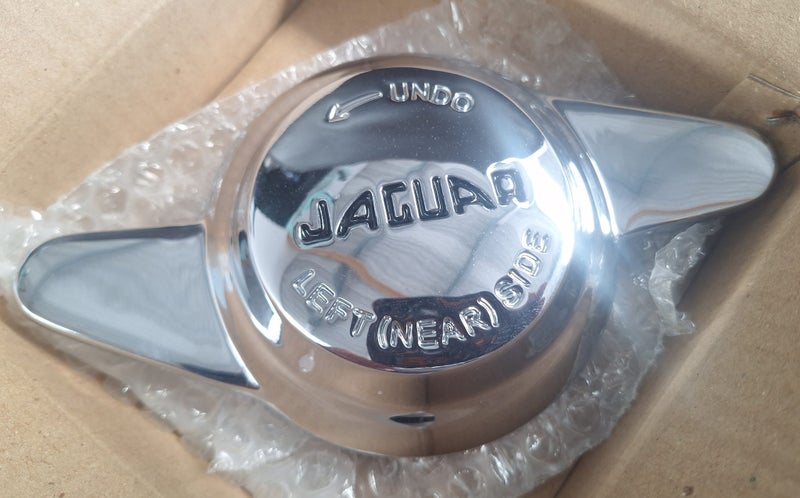 UNDO
JAGUAR
LEFT (NEAR) SIDE